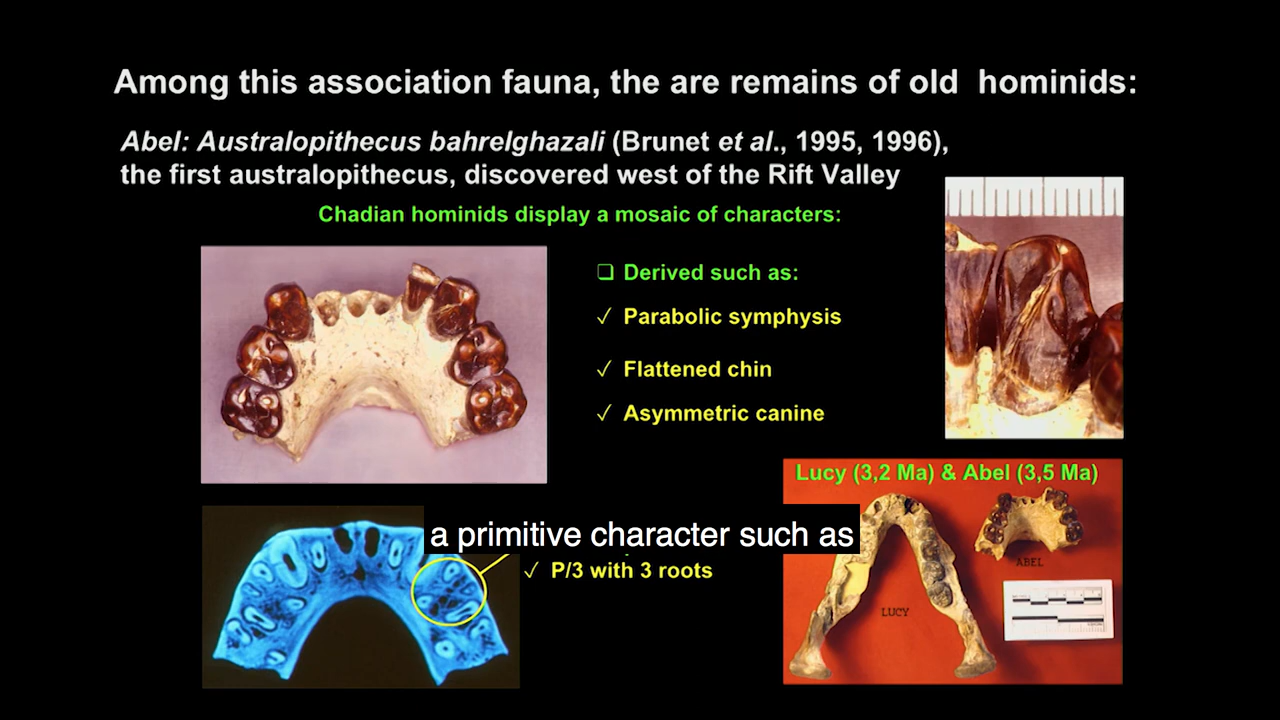 Among this association fauna, the are remains of old hominids:
Abel: Australopithecus bahrelghazali (Brunet et al., 1995, 1996),
the first australopithecus, discovered west of the Rift Valley
Chadian hominids display a mosaic of characters:
❑ Derived such as:
✓ Parabolic symphysis
✓ Flattened chin
✓ Asymmetric canine
Lucy (3,2 Ma) & Abel (3,5 Ma)
a primitive character such as
✓ P/3 with 3 roots
ABEL
LUCY